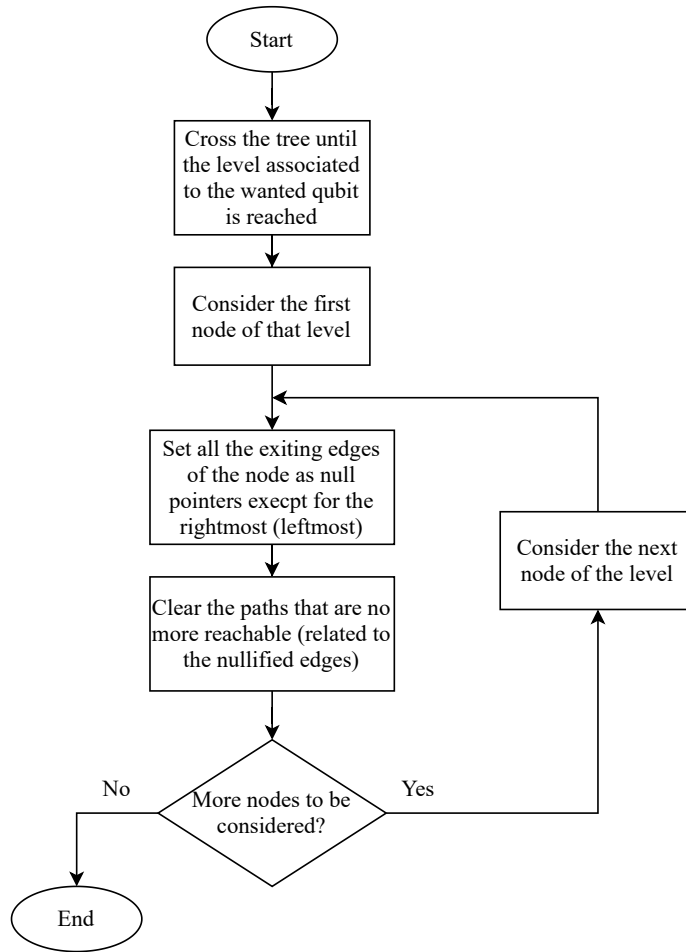 Start
Cross the tree until
the level associated
to the wanted qubit
is reached
Consider the first
node of that level
Set all the exiting edges
of the node as null
pointers execpt for the
rightmost (leftmost)
Consider the next
node of the level
Clear the paths that are no
more reachable (related to
the nullified edges)
No
Yes
More nodes to be
considered?
End